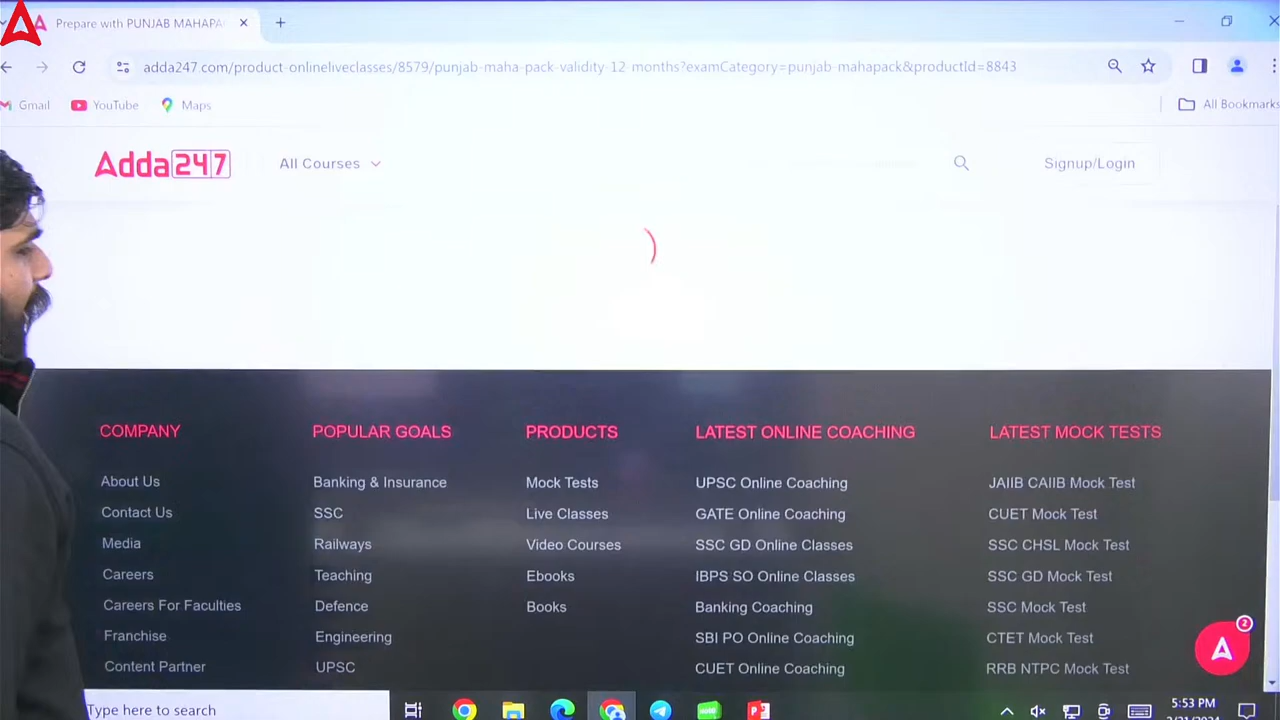 Prepare with PUNJAB MAHAPA
adda247.com/product-onlineliveclasses/8579/punjab-maha-pack-validity-12-months?examCategory=punjab-mahapack&productId=8843
Gmail YouTube Maps All Bookmarks
Adda247 All Courses Signup/Login
COMPANY
About Us
Contact Us
Media
Careers
Careers For Faculties
Franchise
Content Partner
POPULAR GOALS
Banking & Insurance
SSC
Railways
Teaching
Defence
Engineering
UPSC
PRODUCTS
Mock Tests
Live Classes
Video Courses
Ebooks
Books
LATEST ONLINE COACHING
UPSC Online Coaching
GATE Online Coaching
SSC GD Online Classes
IBPS SO Online Classes
Banking Coaching
SBI PO Online Coaching
CUET Online Coaching
LATEST MOCK TESTS
JAIIB CAIIB Mock Test
CUET Mock Test
SSC CHSL Mock Test
SSC GD Mock Test
SSC Mock Test
CTET Mock Test
RRB NTPC Mock Test
2
Type here to search
5:53 PM